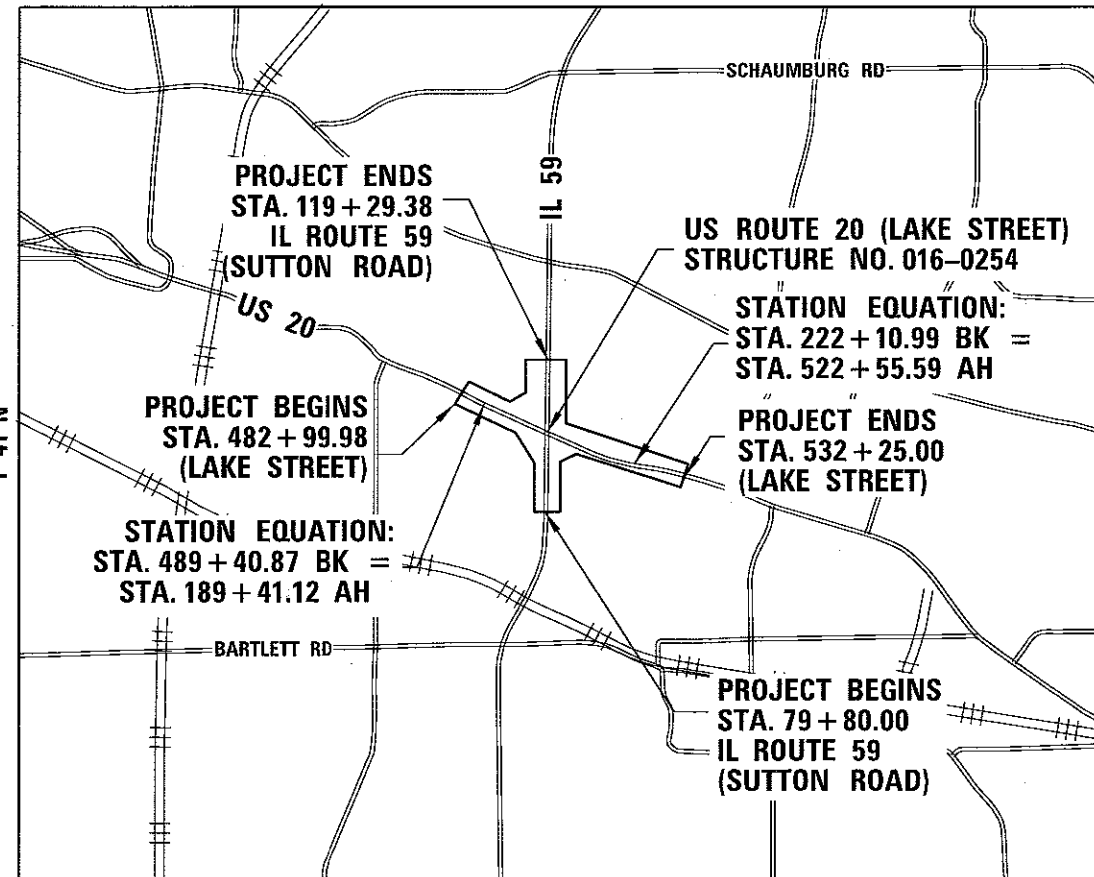 SCHAUMBURG RD
IL 59
PROJECT ENDS
STA. 119+29.38
IL ROUTE 59
(SUTTON ROAD)
US ROUTE 20 (LAKE STREET)
STRUCTURE NO. 016-0254
US 20
STATION EQUATION:
STA. 222+10.99 BK =
STA. 522+55.59 AH
PROJECT BEGINS
STA. 482+99.98
(LAKE STREET)
PROJECT ENDS
STA. 532+25.00
(LAKE STREET)
STATION EQUATION:
STA. 489+40.87 BK =
STA. 189+41.12 AH
BARTLETT RD
PROJECT BEGINS
STA. 79+80.00
IL ROUTE 59
(SUTTON ROAD)